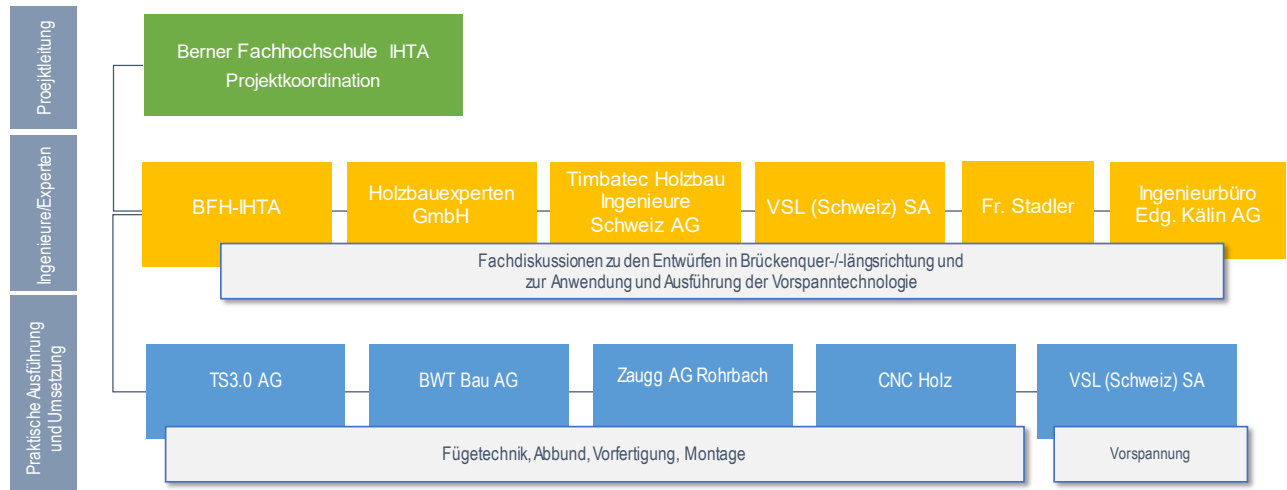 Proejktleitung
Berner Fachhochschule IHTA
Projektkoordination
Ingenieure/Experten
BFH-IHTA
Holzbauexperten
GmbH
Timbatec Holzbau
Ingenieure
Schweiz AG
VSL (Schweiz) SA
Fr. Stadler
Ingenieurbüro
Edg. Kälin AG
Fachdiskussionen zu den Entwürfen in Brückenquer-/-längsrichtung und
zur Anwendung und Ausführung der Vorspanntechnologie
Praktische Ausführung
und Umsetzung
TS3.0 AG
BWT Bau AG
Zaugg AG Rohrbach
CNC Holz
VSL (Schweiz) SA
Fügetechnik, Abbund, Vorfertigung, Montage
Vorspannung